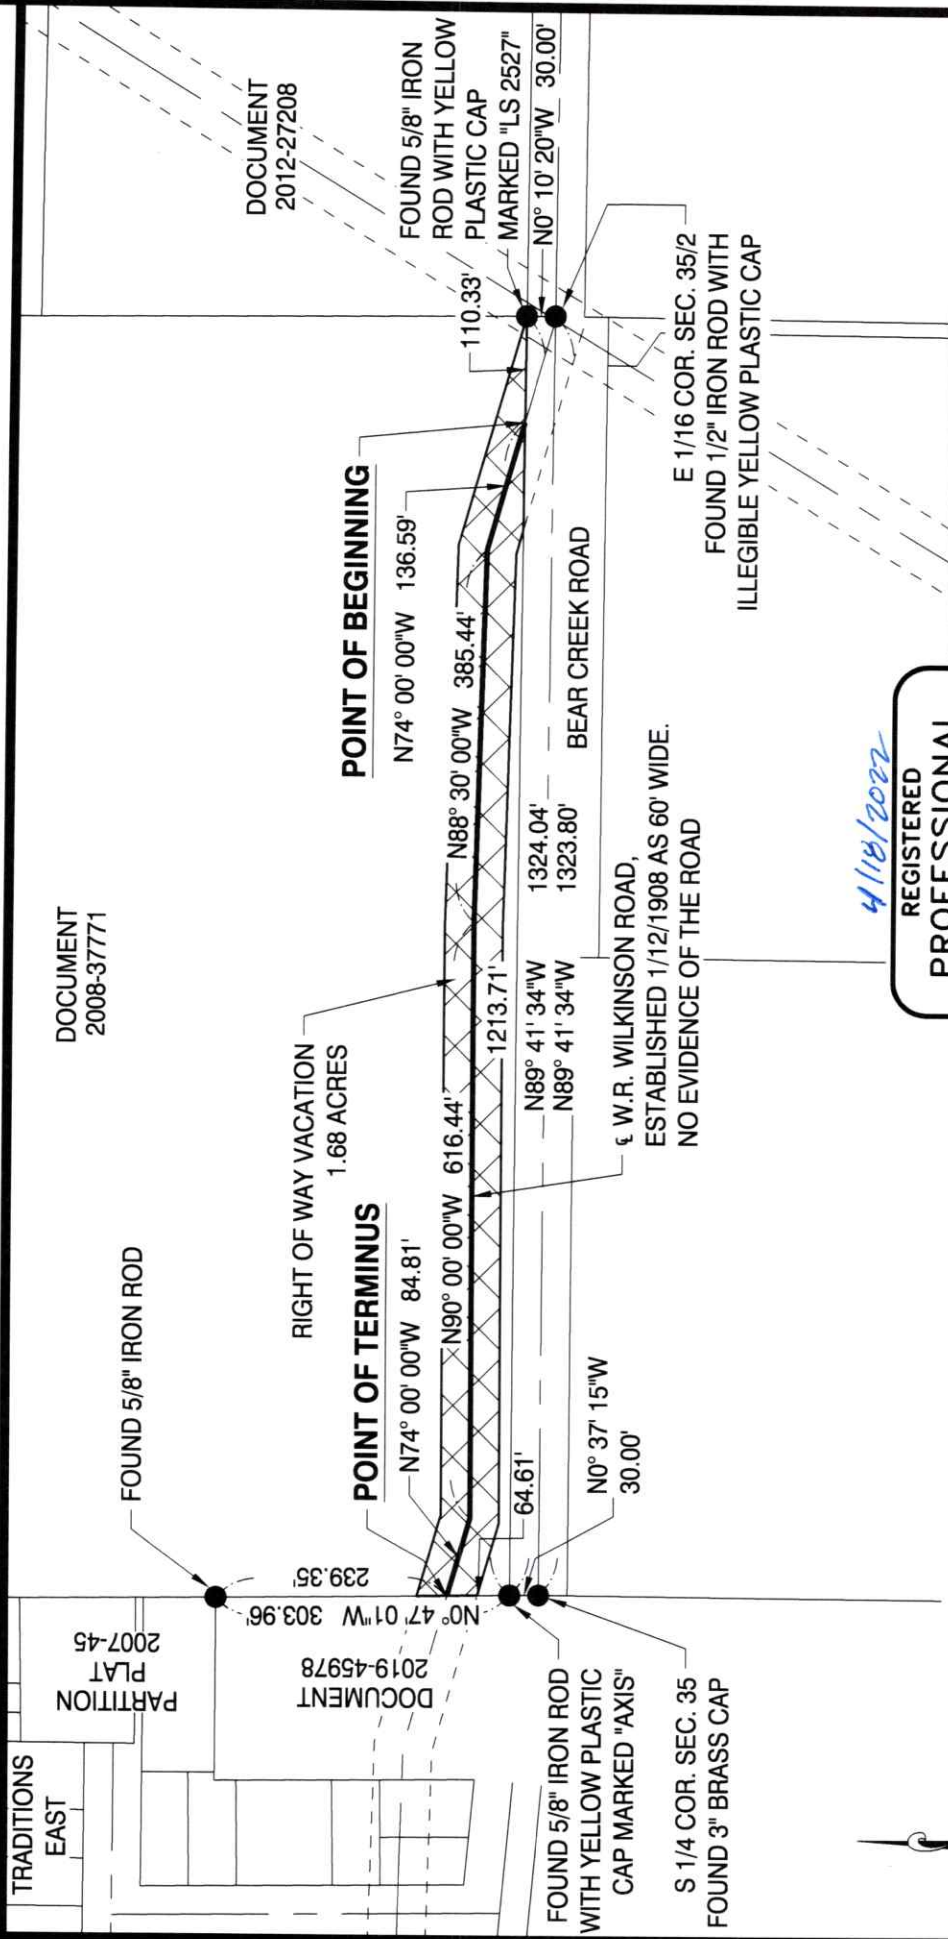 TRADITIONS
EAST
PARTITION
PLAT
2007-45
DOCUMENT
2019-45978
FOUND 5/8" IRON ROD
DOCUMENT
2008-37771
DOCUMENT
2012-27208
RIGHT OF WAY VACATION
1.68 ACRES
POINT OF TERMINUS
N74° 00' 00"W 84.81'
POINT OF BEGINNING
N74° 00' 00"W 136.59'
FOUND 5/8" IRON
ROD WITH YELLOW
PLASTIC CAP
MARKED "LS 2527"
110.33'
N0° 10' 20"W 30.00'
N0° 47' 01"W 303.96'
239.35'
N90° 00' 00"W 616.44'
N88° 30' 00"W 385.44'
1213.71'
64.61'
N89° 41' 34"W 1324.04'
N89° 41' 34"W 1323.80'
BEAR CREEK ROAD
N0° 37' 15"W
30.00'
FOUND 5/8" IRON ROD
WITH YELLOW PLASTIC
CAP MARKED "AXIS"
S 1/4 COR. SEC. 35
FOUND 3" BRASS CAP
℄ W.R. WILKINSON ROAD,
ESTABLISHED 1/12/1908 AS 60' WIDE.
NO EVIDENCE OF THE ROAD
E 1/16 COR. SEC. 35/2
FOUND 1/2" IRON ROD WITH
ILLEGIBLE YELLOW PLASTIC CAP
4/18/2022
REGISTERED
PROFESSIONAL